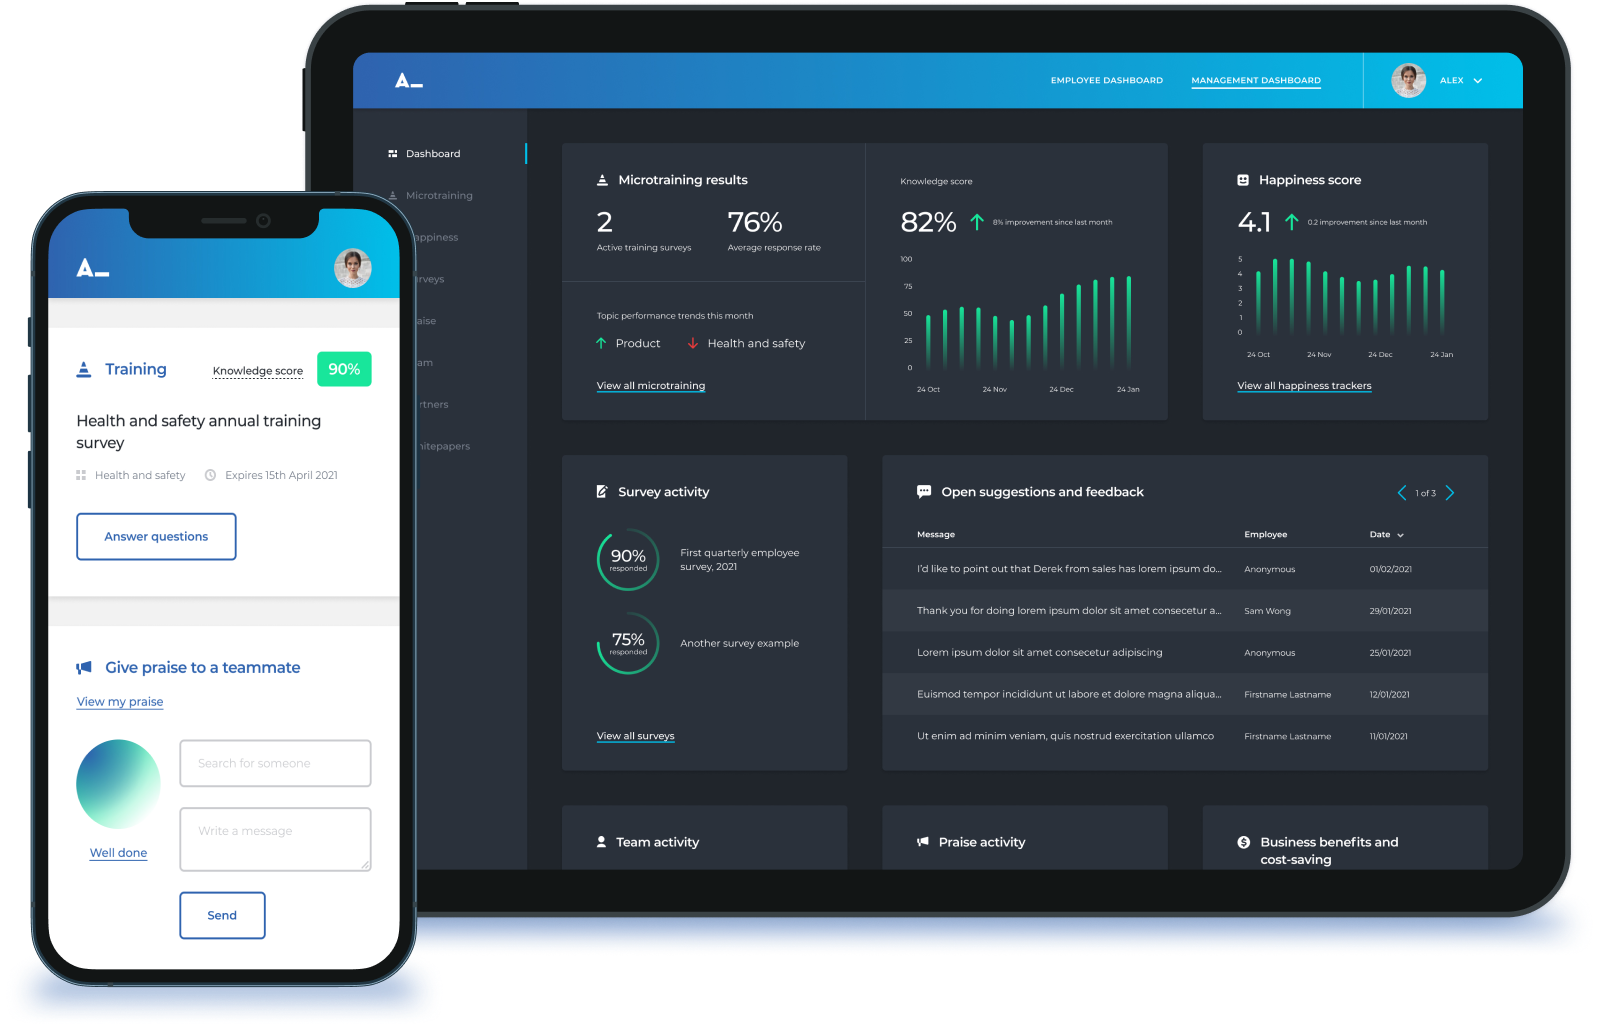 A_
EMPLOYEE DASHBOARD
MANAGEMENT DASHBOARD
ALEX
Dashboard
Microtraining
appiness
rveys
aise
am
rtners
hitepapers
Microtraining results
2
Active training surveys
76%
Average response rate
Topic performance trends this month
Product
Health and safety
View all microtraining
Knowledge score
82%
8% improvement since last month
100
75
50
25
0
24 Oct
24 Nov
24 Dec
24 Jan
Happiness score
4.1
0.2 improvement since last month
5
4
3
2
1
0
24 Oct
24 Nov
24 Dec
24 Jan
View all happiness trackers
Survey activity
90%
responded
First quarterly employee
survey, 2021
75%
responded
Another survey example
View all surveys
Open suggestions and feedback
1 of 3
Message Employee Date
I'd like to point out that Derek from sales has lorem ipsum do... Anonymous 01/02/2021
Thank you for doing lorem ipsum dolor sit amet consecetur a... Sam Wong 29/01/2021
Lorem ipsum dolor sit amet consecetur adipiscing Anonymous 25/01/2021
Euismod tempor incididunt ut labore et dolore magna aliqua... Firstname Lastname 12/01/2021
Ut enim ad minim veniam, quis nostrud exercitation ullamco Firstname Lastname 11/01/2021
Team activity
Praise activity
Business benefits and
cost-saving
A_
Training
Knowledge score
90%
Health and safety annual training
survey
Health and safety
Expires 15th April 2021
Answer questions
Give praise to a teammate
View my praise
Search for someone
Write a message
Well done
Send